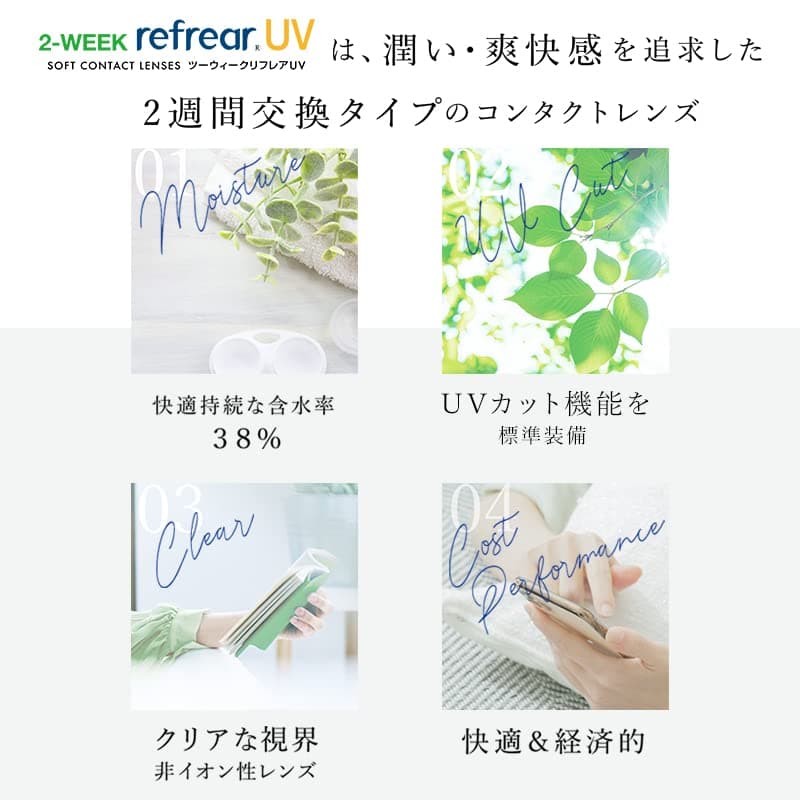 2-WEEK refrear® UV は、潤い・爽快感を追求した
SOFT CONTACT LENSES ツーウィークリフレアUV
2週間交換タイプのコンタクトレンズ
01
Moisture
02
UV Cut
快適持続な含水率
38%
UVカット機能を
標準装備
03
Clear
04
Cost
Performance
クリアな視界
非イオン性レンズ
快適&経済的